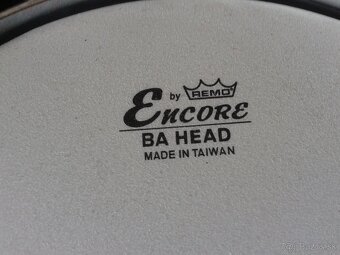 by REMO
ENCORE
BA HEAD
MADE IN TAIWAN